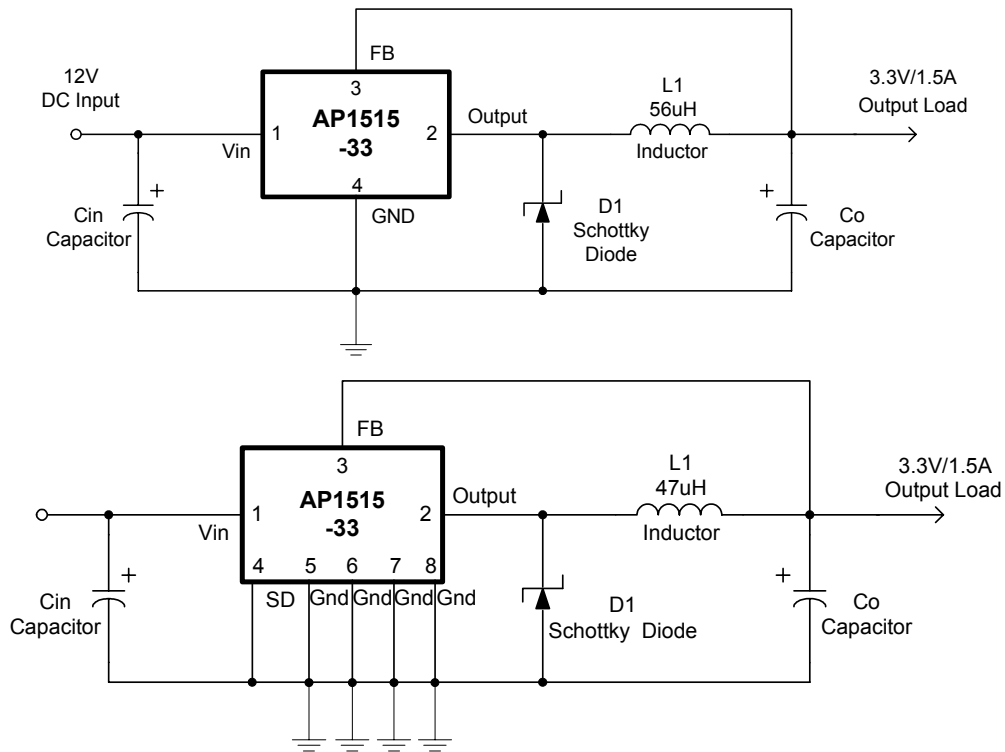 FB
12V
DC Input
3
AP1515
-33
1
2
Vin
4
GND
Output
L1
56uH
Inductor
3.3V/1.5A
Output Load
+
Cin
Capacitor
D1
Schottky
Diode
+
Co
Capacitor
FB
3
AP1515
-33
1
2
Vin
4
5
6
7
8
SD
Gnd
Gnd
Gnd
Gnd
Output
L1
47uH
Inductor
3.3V/1.5A
Output Load
+
Cin
Capacitor
D1
Schottky Diode
+
Co
Capacitor